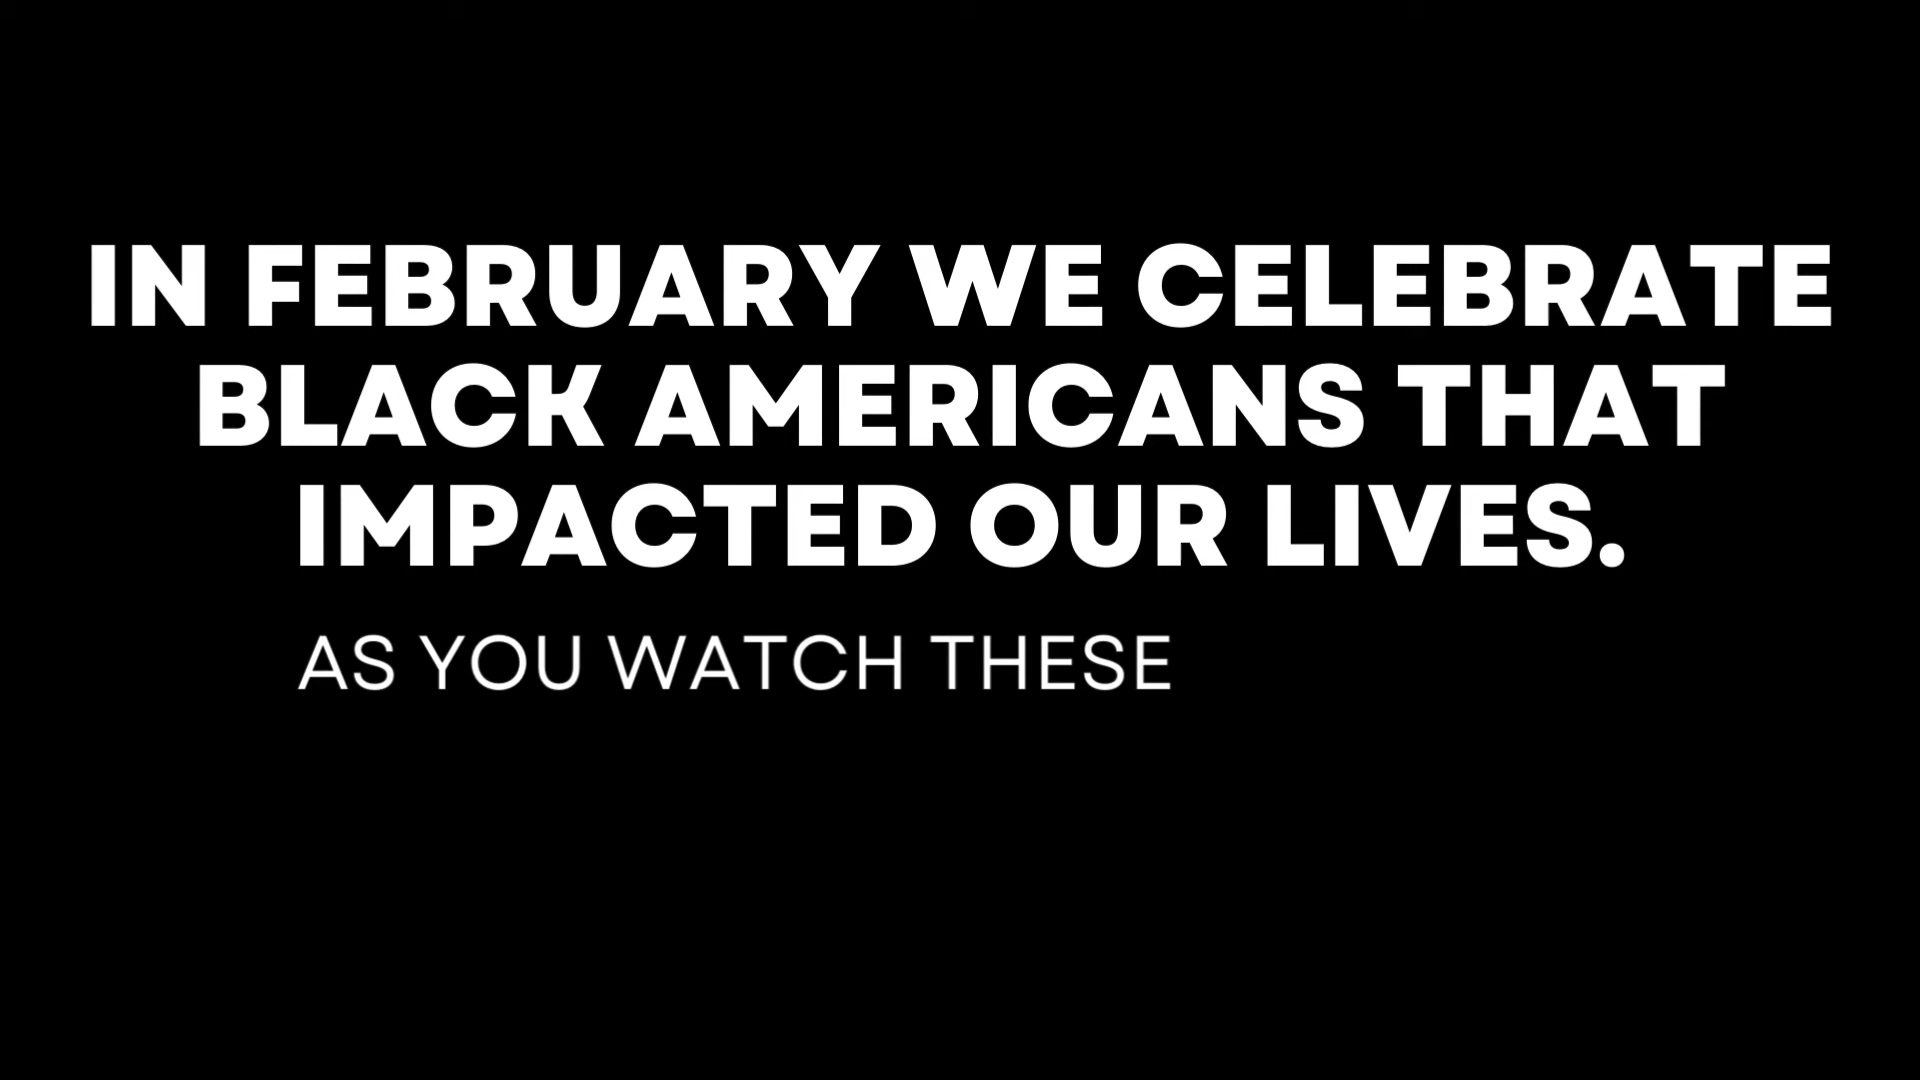 IN FEBRUARY WE CELEBRATE
BLACK AMERICANS THAT
IMPACTED OUR LIVES.
AS YOU WATCH THESE